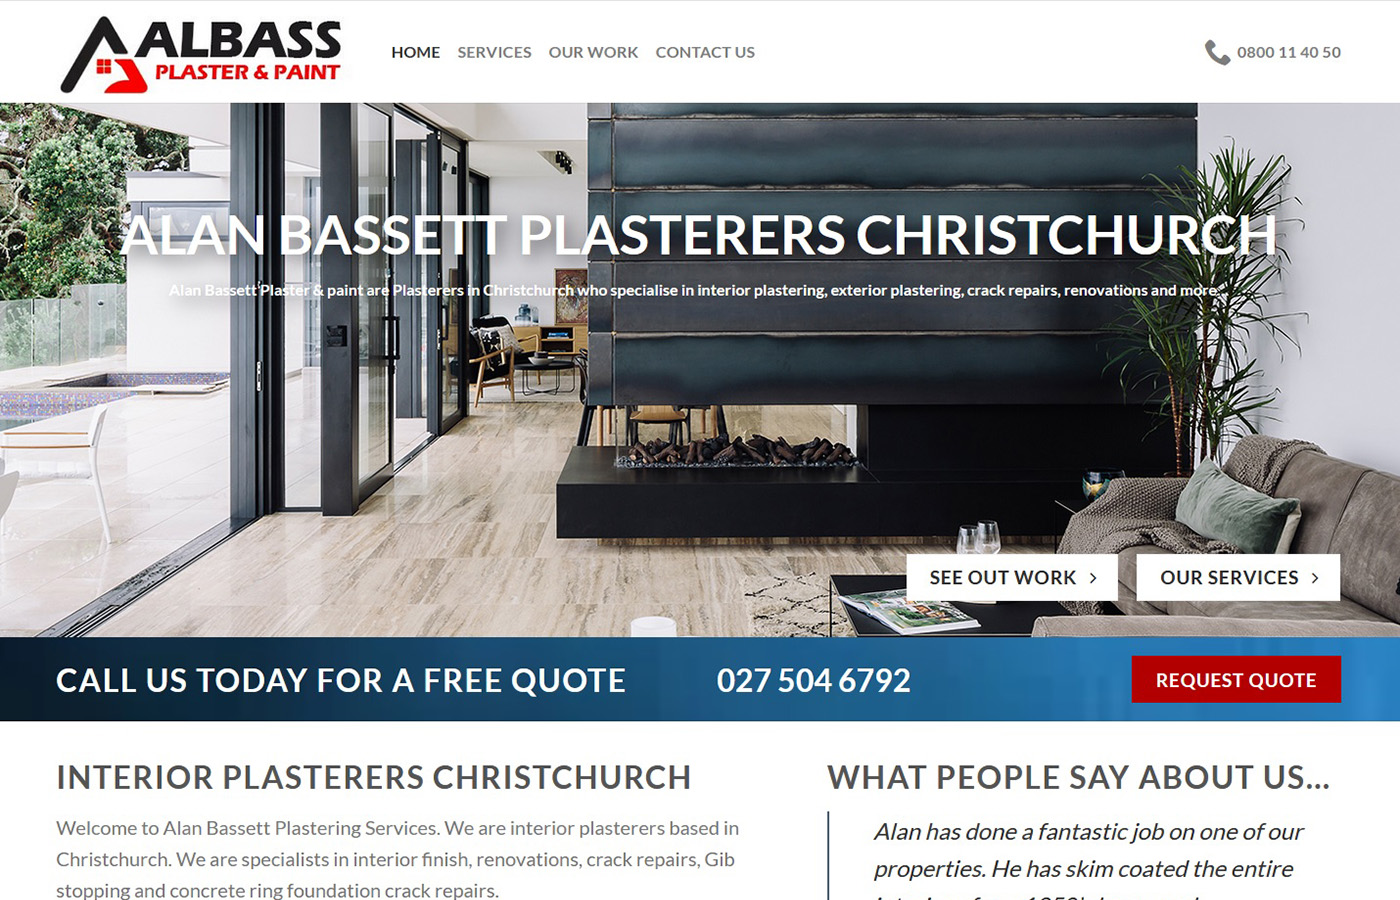 ALBASS
PLASTER & PAINT
HOME SERVICES OUR WORK CONTACT US
0800 11 40 50
ALAN BASSETT PLASTERERS CHRISTCHURCH
Alan Bassett Plaster & paint are Plasterers in Christchurch who specialise in interior plastering, exterior plastering, crack repairs, renovations and more.
SEE OUT WORK
OUR SERVICES
CALL US TODAY FOR A FREE QUOTE
027 504 6792
REQUEST QUOTE
INTERIOR PLASTERERS CHRISTCHURCH
Welcome to Alan Bassett Plastering Services. We are interior plasterers based in
Christchurch. We are specialists in interior finish, renovations, crack repairs, Gib
stopping and concrete ring foundation crack repairs.
WHAT PEOPLE SAY ABOUT US...
Alan has done a fantastic job on one of our
properties. He has skim coated the entire